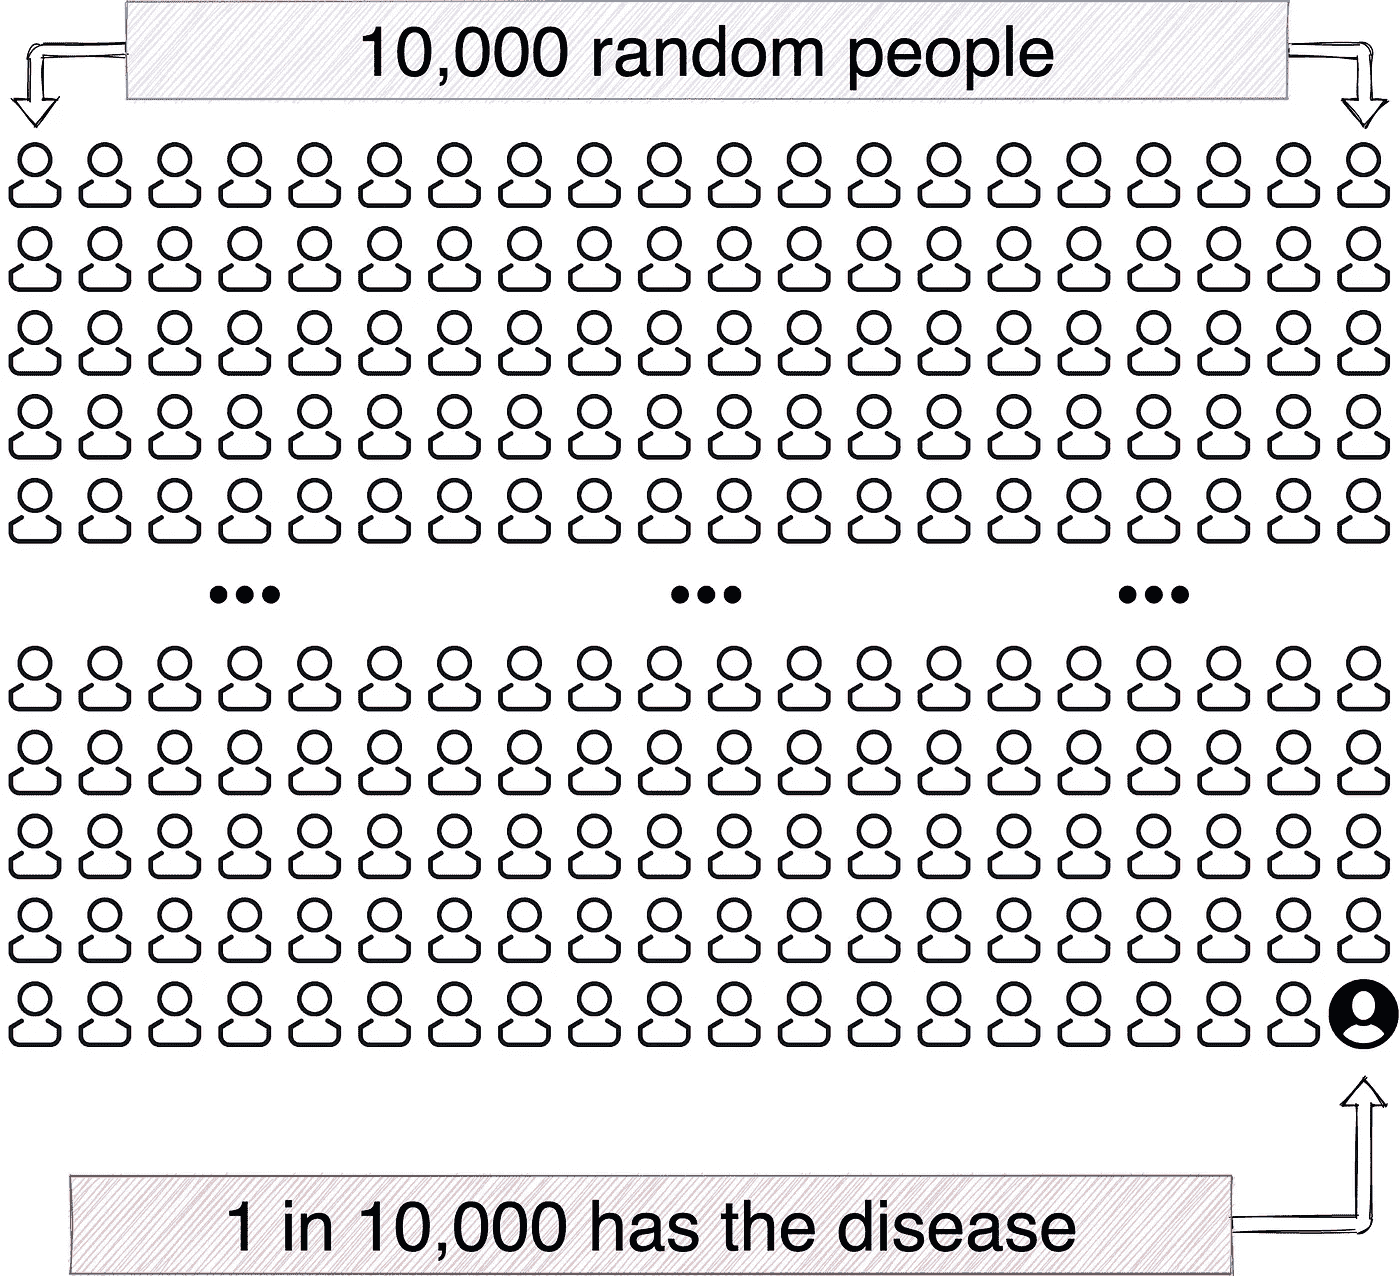 10,000 random people
1 in 10,000 has the disease